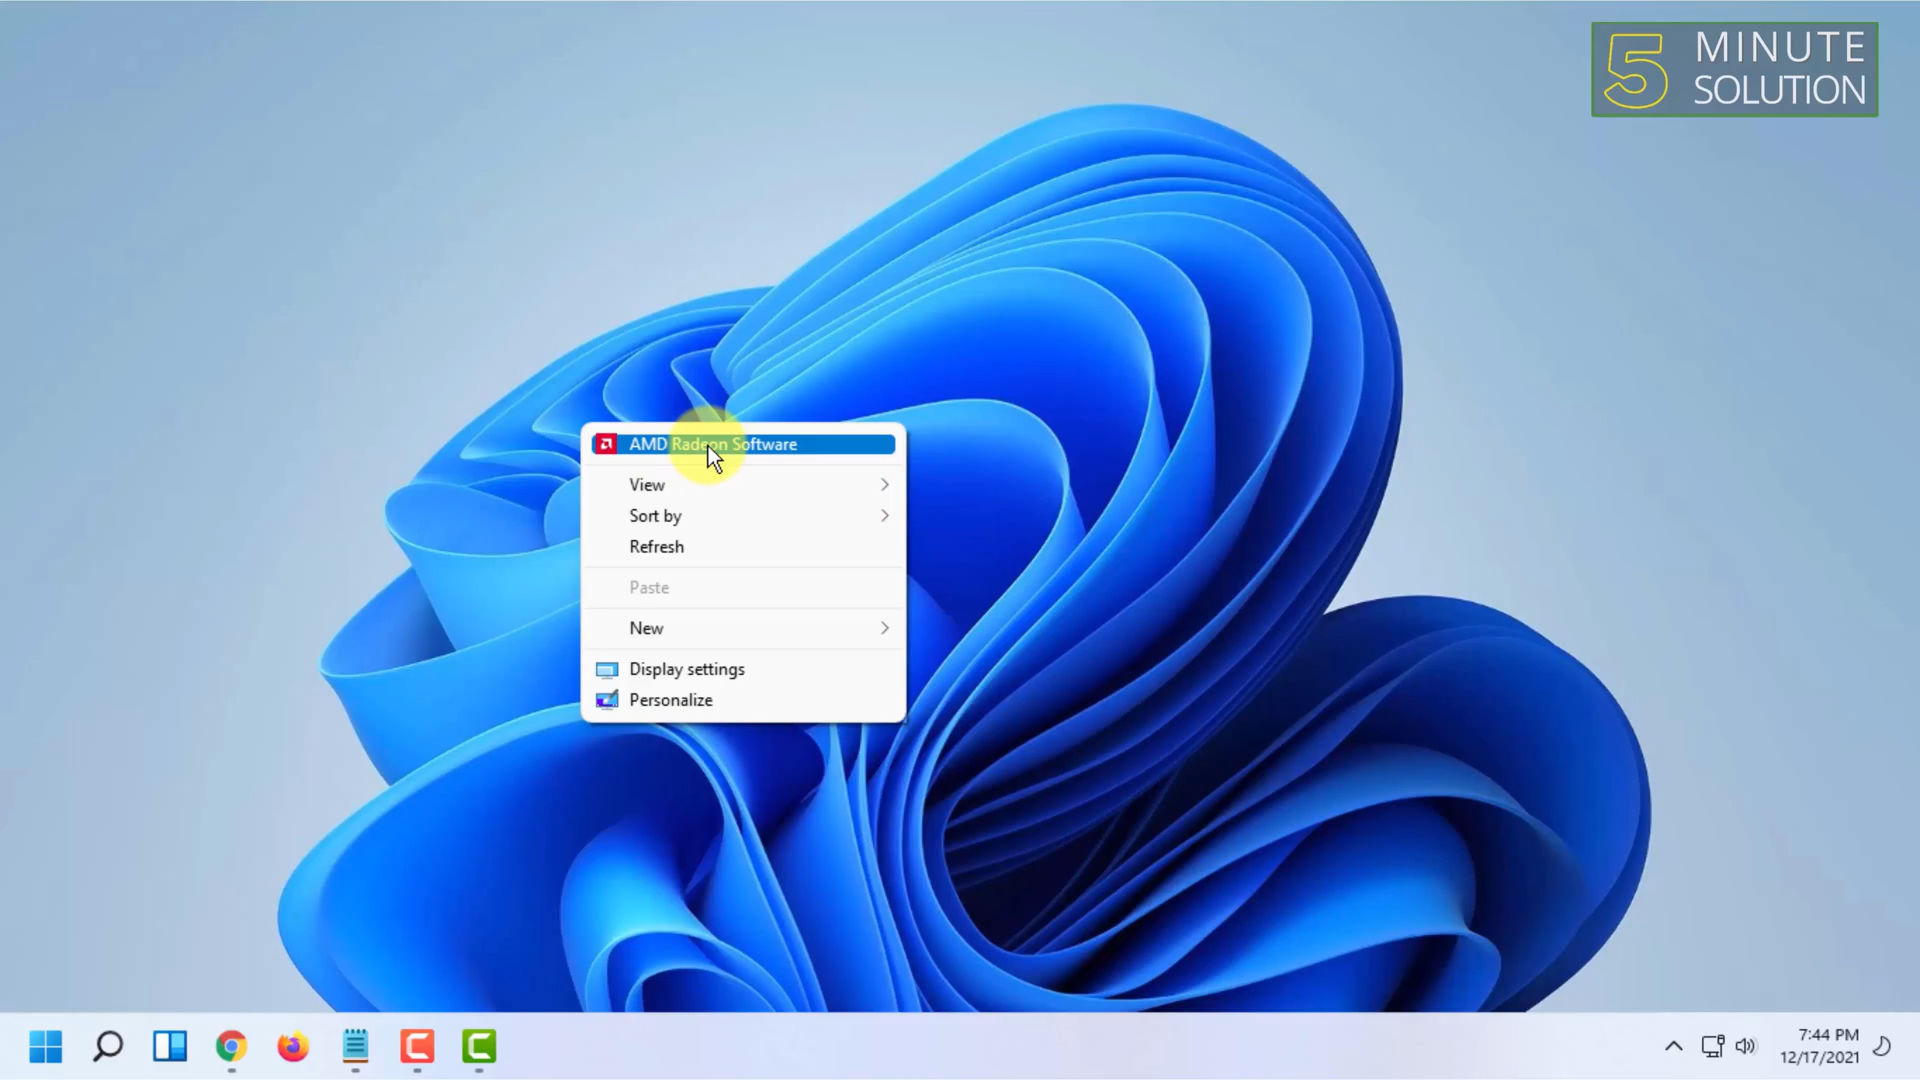 5 MINUTE
SOLUTION
AMD Radeon Software
View
Sort by
Refresh
Paste
New
Display settings
Personalize
7:44 PM
12/17/2021